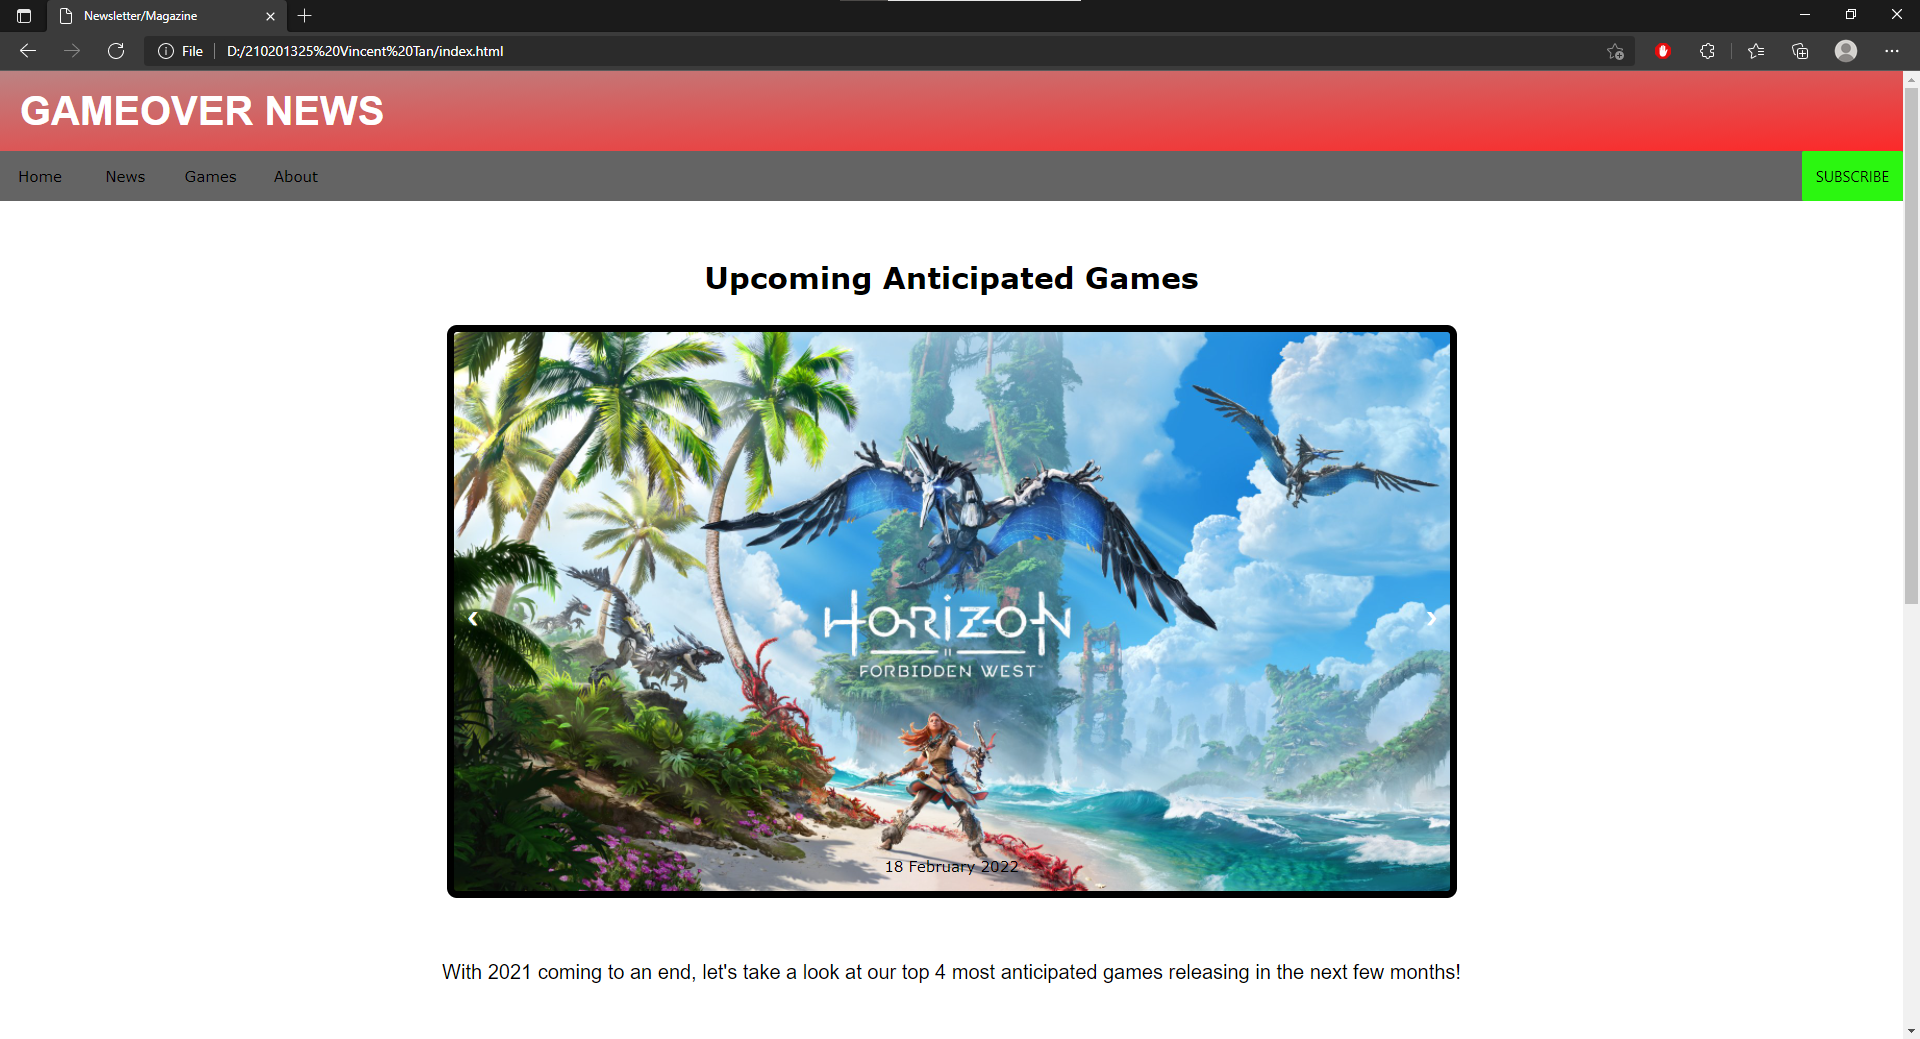 Newsletter/Magazine
File
D:/210201325%20Vincent%20Tan/index.html
GAMEOVER NEWS
Home News Games About SUBSCRIBE
Upcoming Anticipated Games
HORIZON
FORBIDDEN WEST™
18 February 2022
With 2021 coming to an end, let's take a look at our top 4 most anticipated games releasing in the next few months!